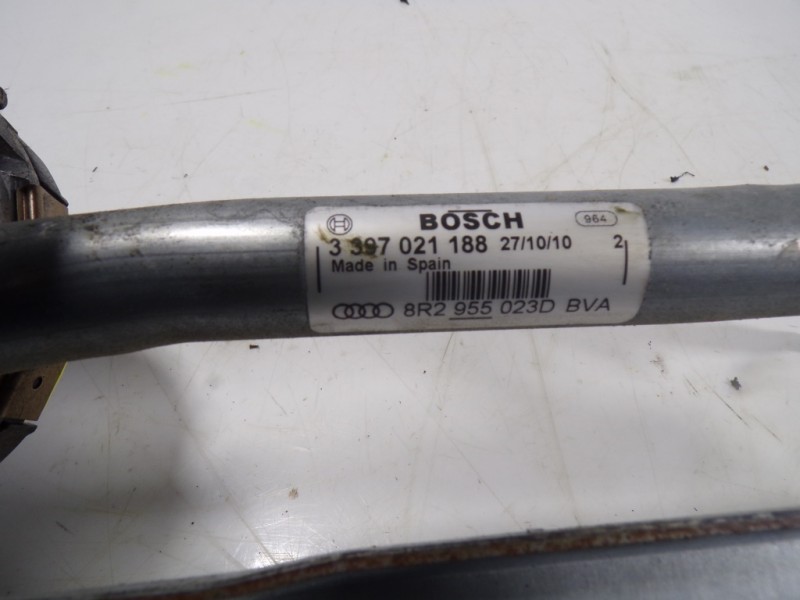 BOSCH 964
3 397 021 188 27/10/10 2
Made in Spain
8R2 955 023D BVA